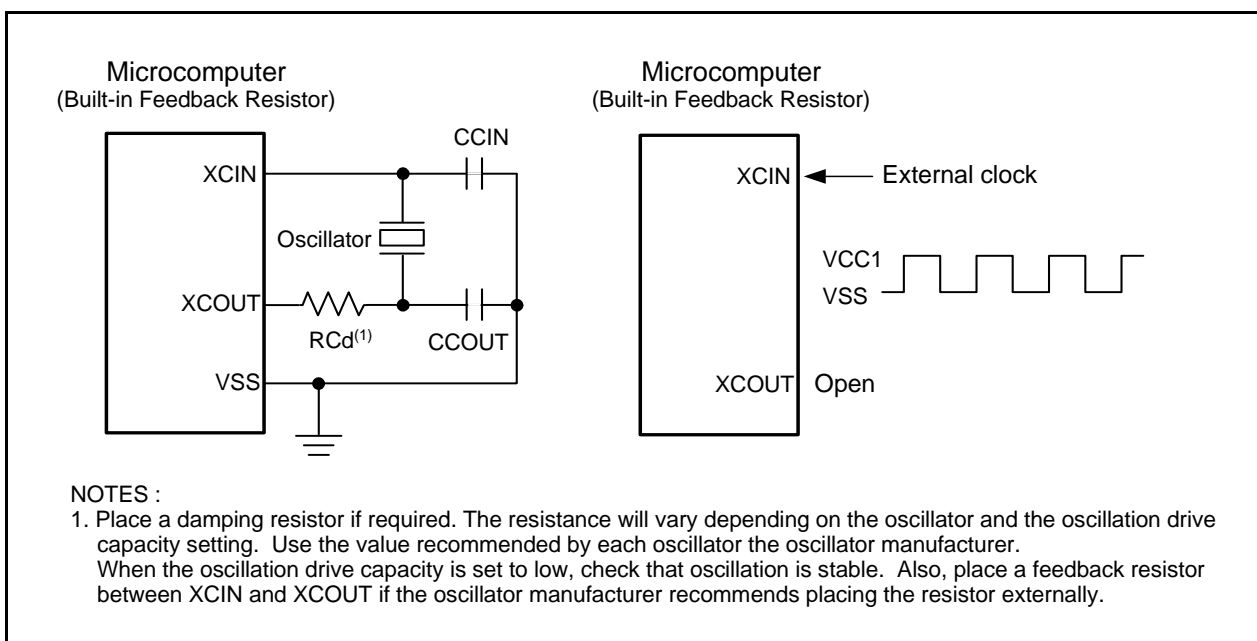 Microcomputer
(Built-in Feedback Resistor)
CCIN
XCIN
Oscillator
XCOUT
RCd(1)
CCOUT
VSS
Microcomputer
(Built-in Feedback Resistor)
XCIN
External clock
VCC1
VSS
XCOUT
Open
NOTES :
1. Place a damping resistor if required. The resistance will vary depending on the oscillator and the oscillation drive
capacity setting. Use the value recommended by each oscillator the oscillator manufacturer.
When the oscillation drive capacity is set to low, check that oscillation is stable. Also, place a feedback resistor
between XCIN and XCOUT if the oscillator manufacturer recommends placing the resistor externally.